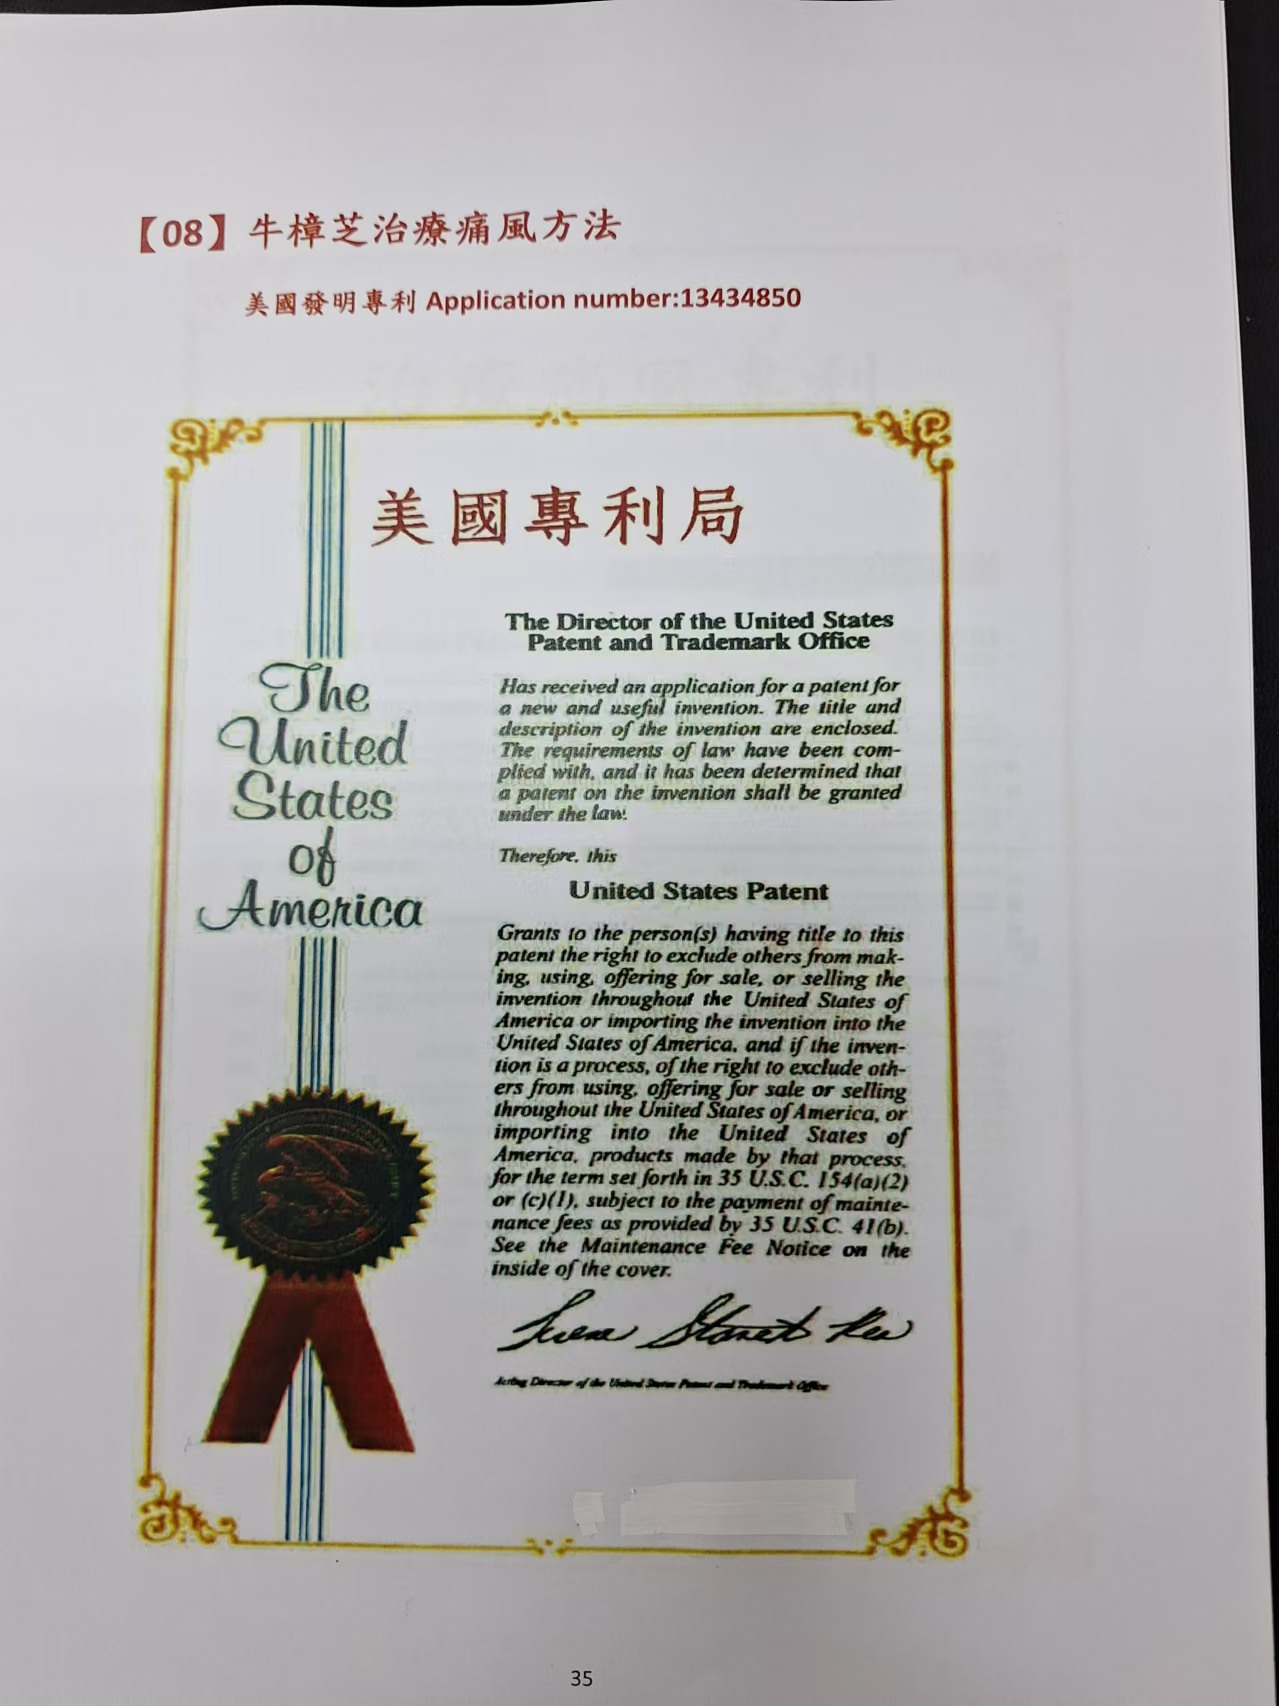 【08】牛樟芝治療痛風方法
美國發明專利 Application number:13434850
美國專利局
The
United
States
of
America
The Director of the United States
Patent and Trademark Office
Has received an application for a patent for
a new and useful invention. The title and
description of the invention are enclosed.
The requirements of law have been com-
plied with, and it has been determined that
a patent on the invention shall be granted
under the law.
Therefore, this
United States Patent
Grants to the person(s) having title to this
patent the right to exclude others from mak-
ing, using, offering for sale, or selling the
invention throughout the United States of
America or importing the invention into the
United States of America, and if the inven-
tion is a process, of the right to exclude oth-
ers from using, offering for sale or selling
throughout the United States of America, or
importing into the United States of
America, products made by that process,
for the term set forth in 35 U.S.C. 154(a)(2)
or (c)(1), subject to the payment of mainte-
nance fees as provided by 35 U.S.C. 41(b).
See the Maintenance Fee Notice on the
inside of the cover.
Acting Director of the United States Patent and Trademark Office
35